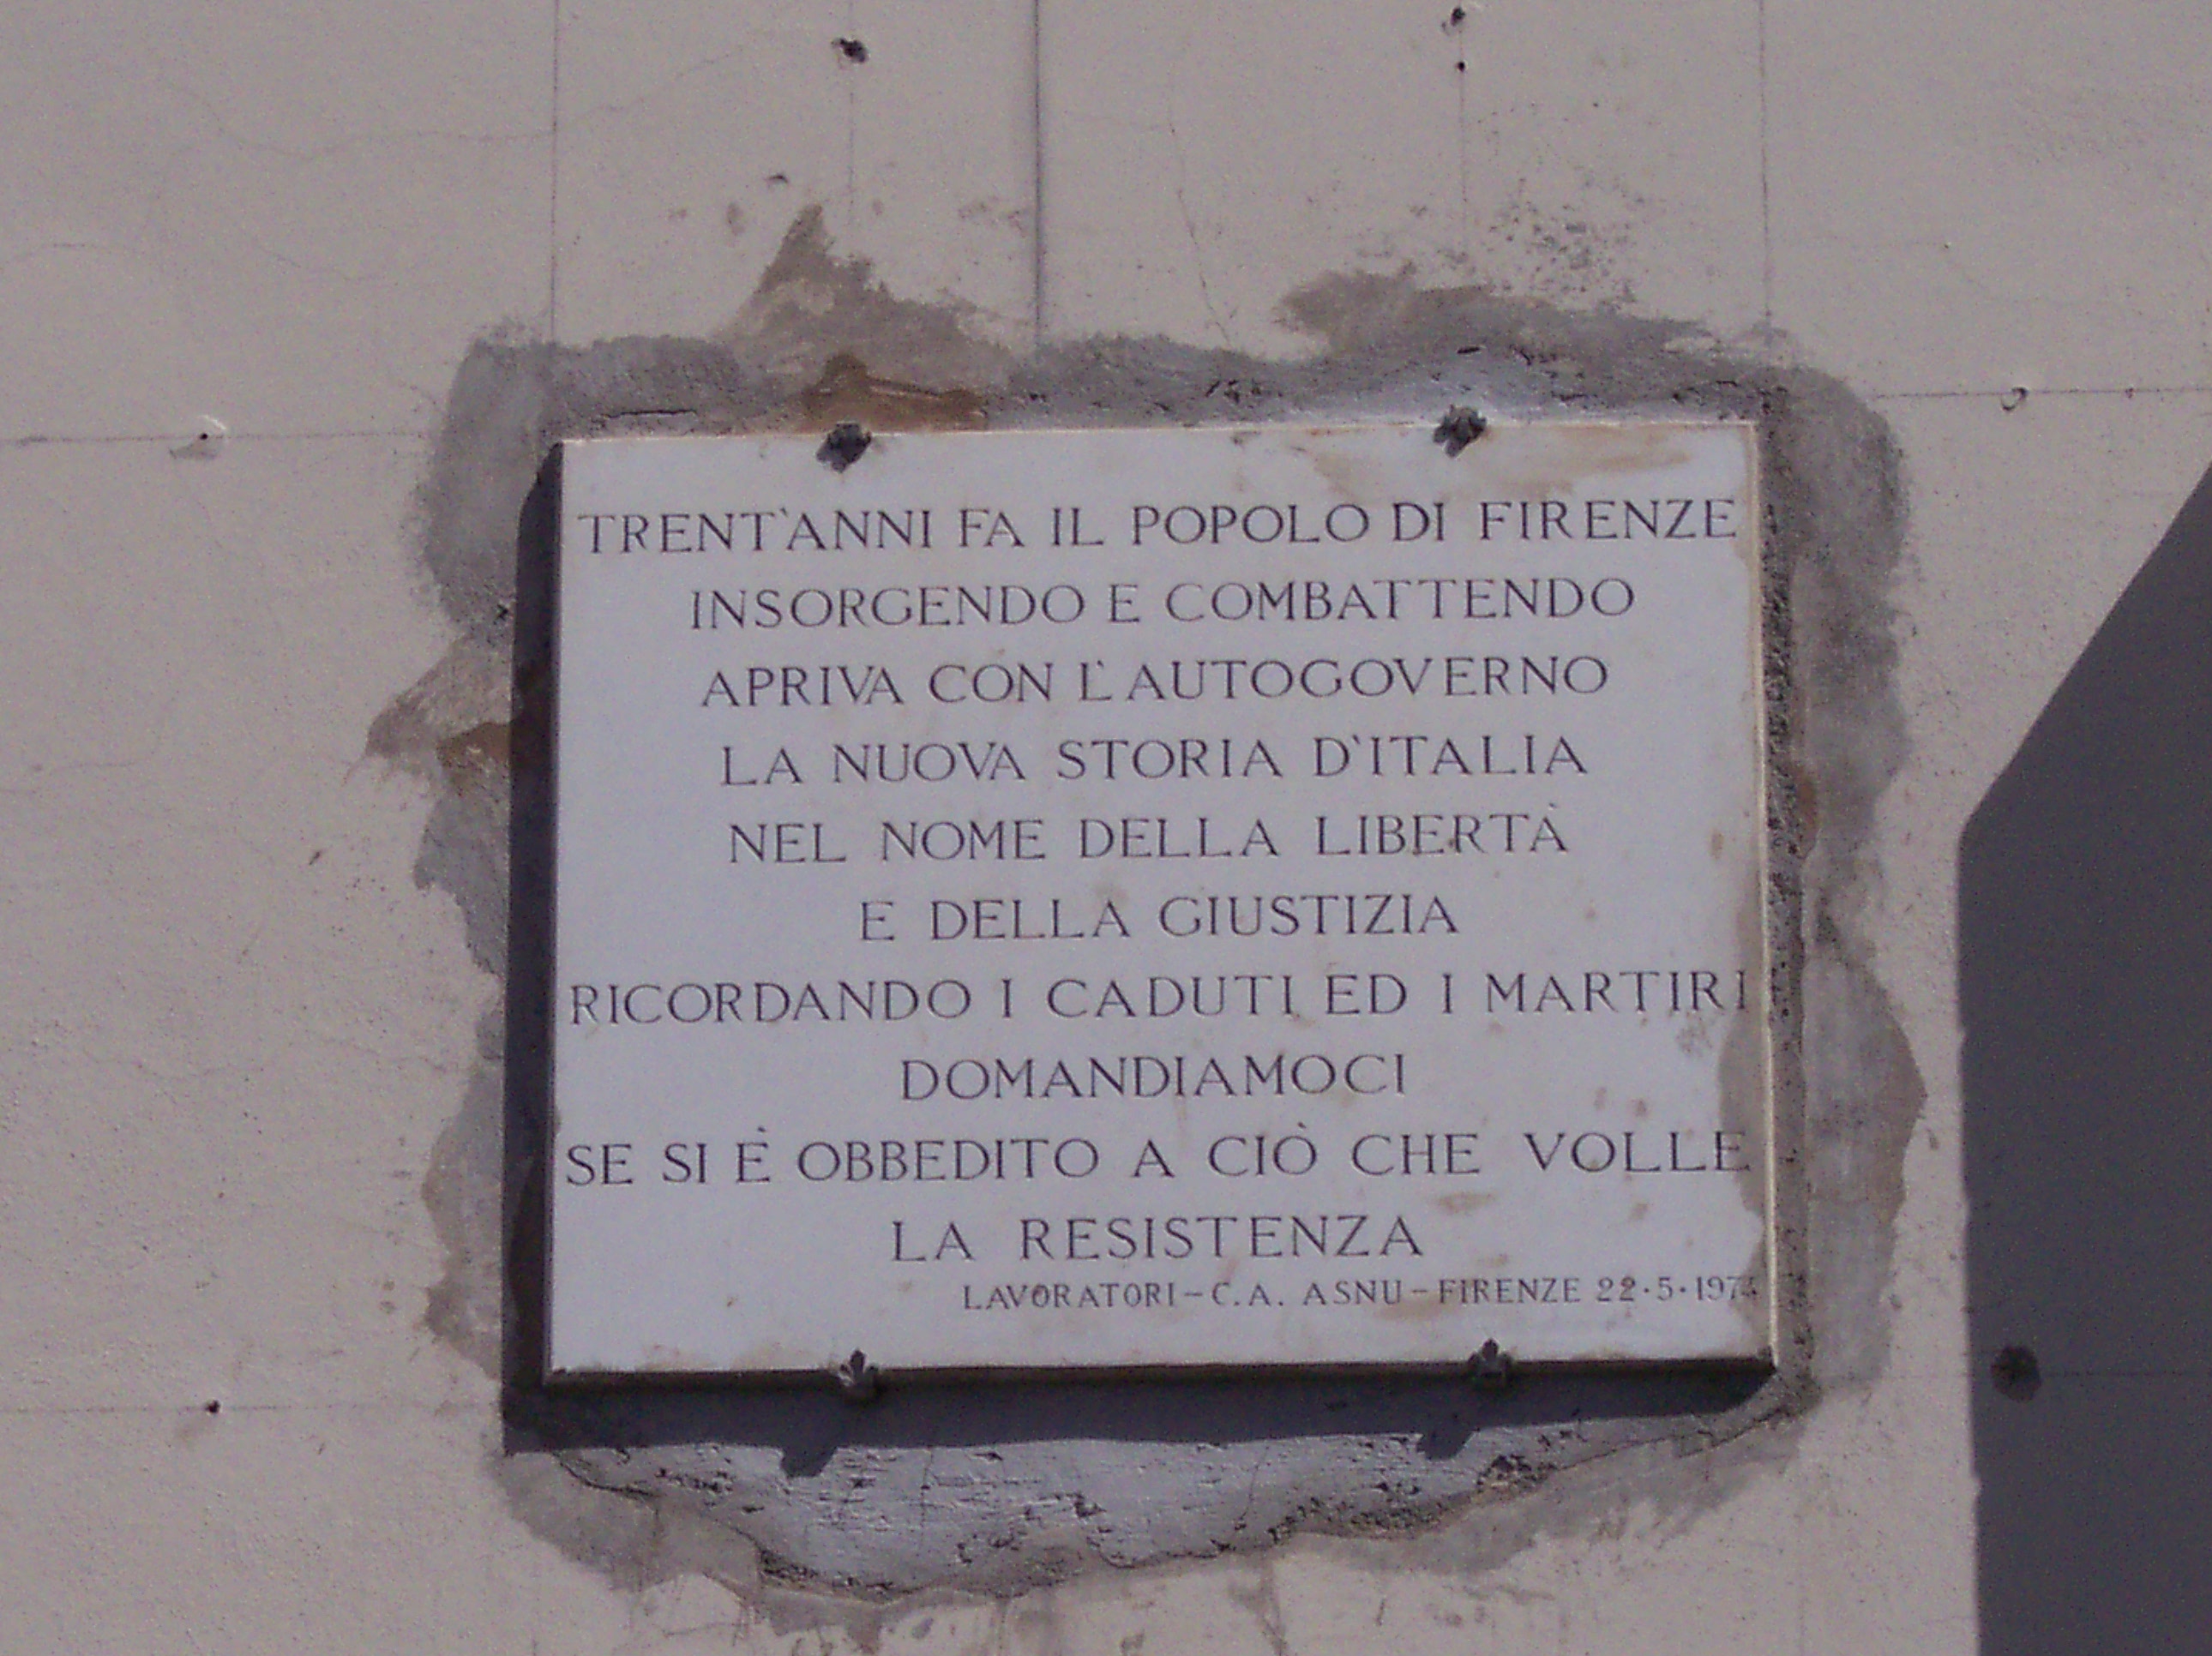 TRENT'ANNI FA IL POPOLO DI FIRENZE
INSORGENDO E COMBATTENDO
APRIVA CON L'AUTOGOVERNO
LA NUOVA STORIA D'ITALIA
NEL NOME DELLA LIBERTÀ
E DELLA GIUSTIZIA
RICORDANDO I CADUTI ED I MARTIRI
DOMANDIAMOCI
SE SI È OBBEDITO A CIÒ CHE VOLLE
LA RESISTENZA
LAVORATORI-C.A. ASNU-FIRENZE 22·5·1974